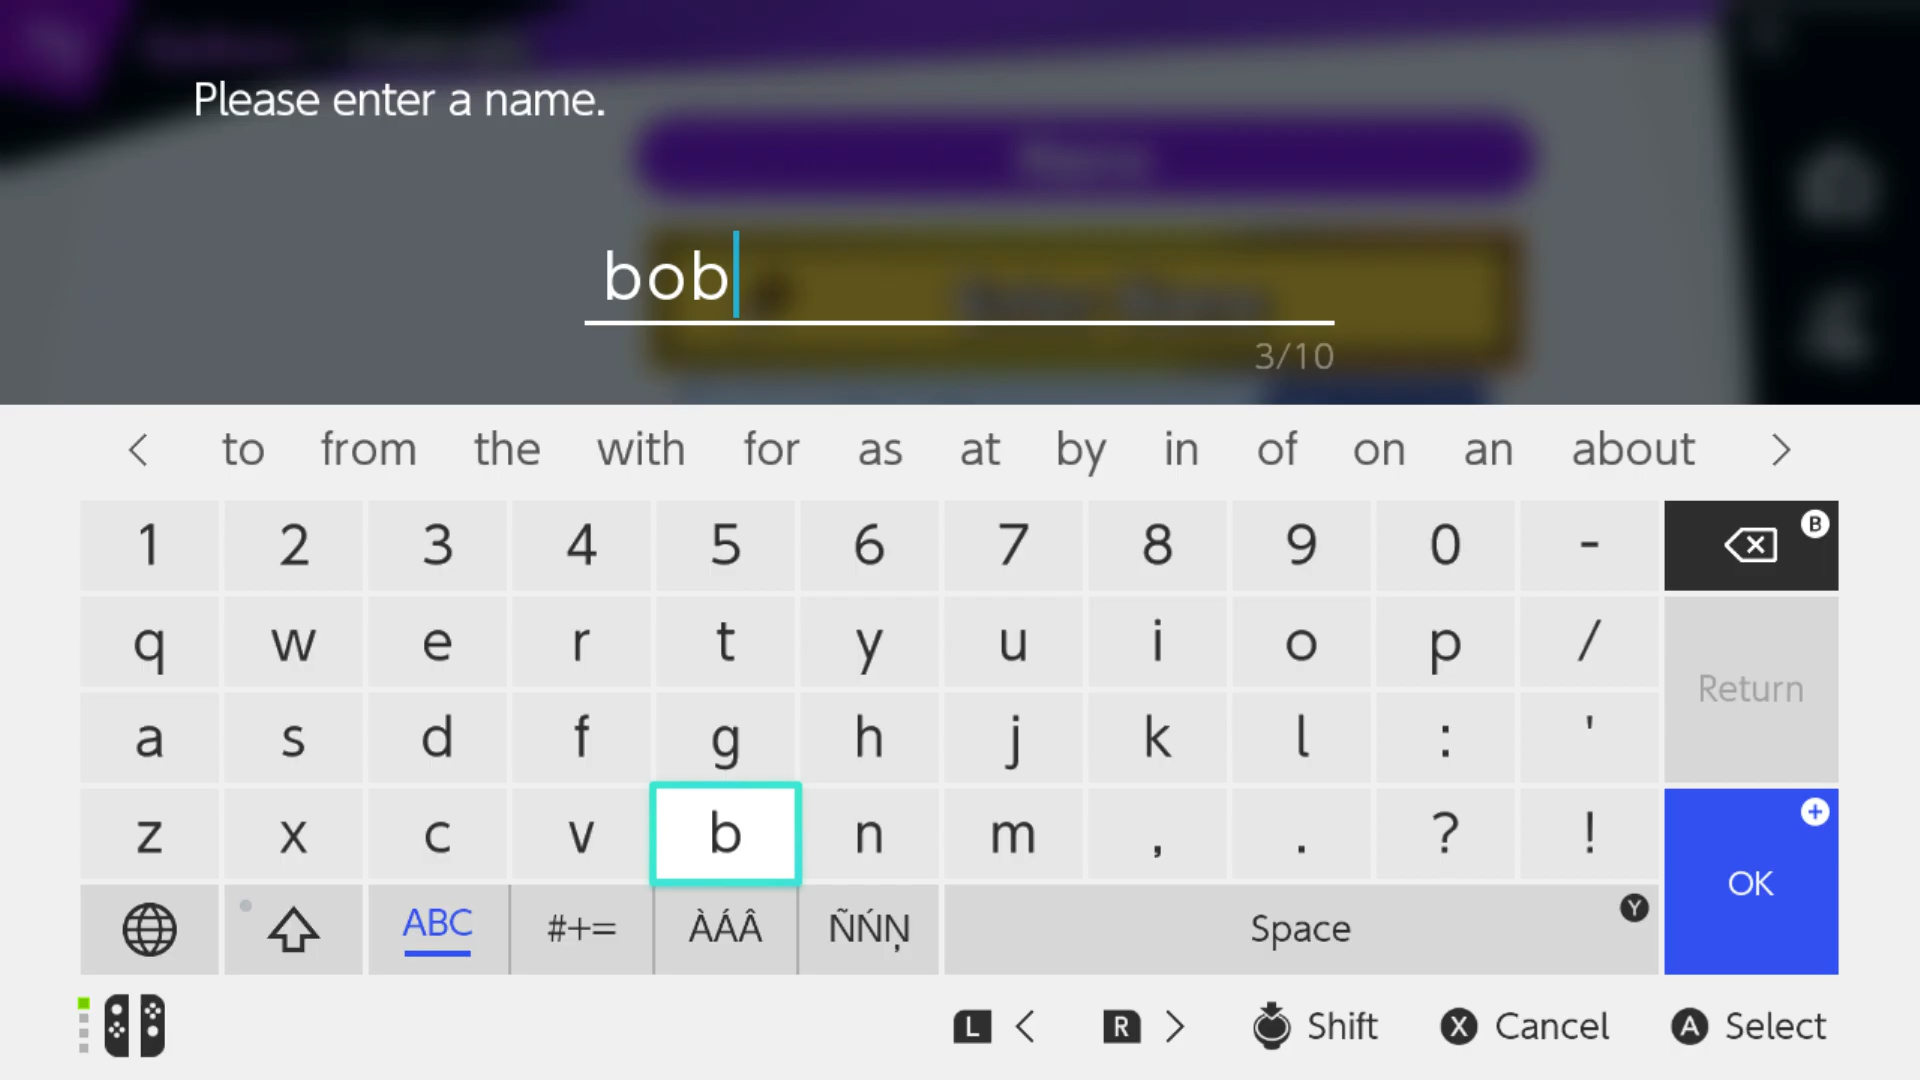 Please enter a name.
bob
3/10
< to from the with for as at by in of on an about >
1 2 3 4 5 6 7 8 9 0 - B
q w e r t y u i o p /
Return
a s d f g h j k l : '
z x c v b n m , . ? ! +
OK
ABC #+= ÀÁÂ ÑŃŅ Space Y
L < R > Shift X Cancel A Select